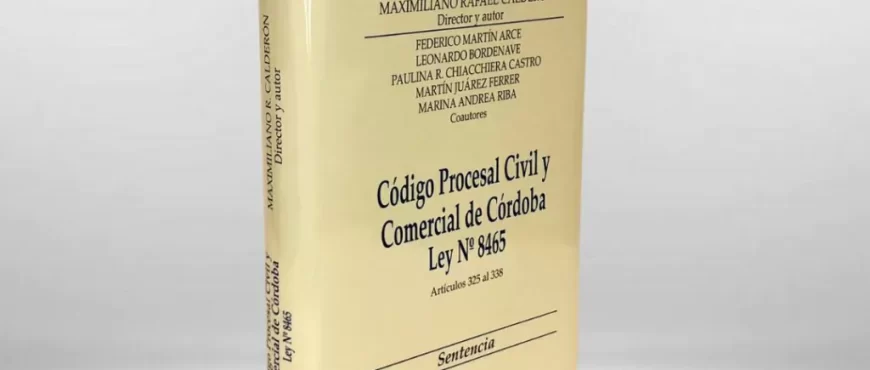 MAXIMILIANO RAFAEL
Director y autor
FEDERICO MARTÍN ARCE
LEONARDO BORDENAVE
PAULINA R. CHIACCHIERA CASTRO
MARTÍN JUÁREZ FERRER
MARINA ANDREA RIBA
Coautores
Código Procesal Civil y
Comercial de Córdoba
Ley Nº 8465
Artículos 325 al 338
Sentencia
MAXIMILIANO R. CALDERÓN
Director y autor
Procesal Civil y
de Córdoba
Ley Nº 8465